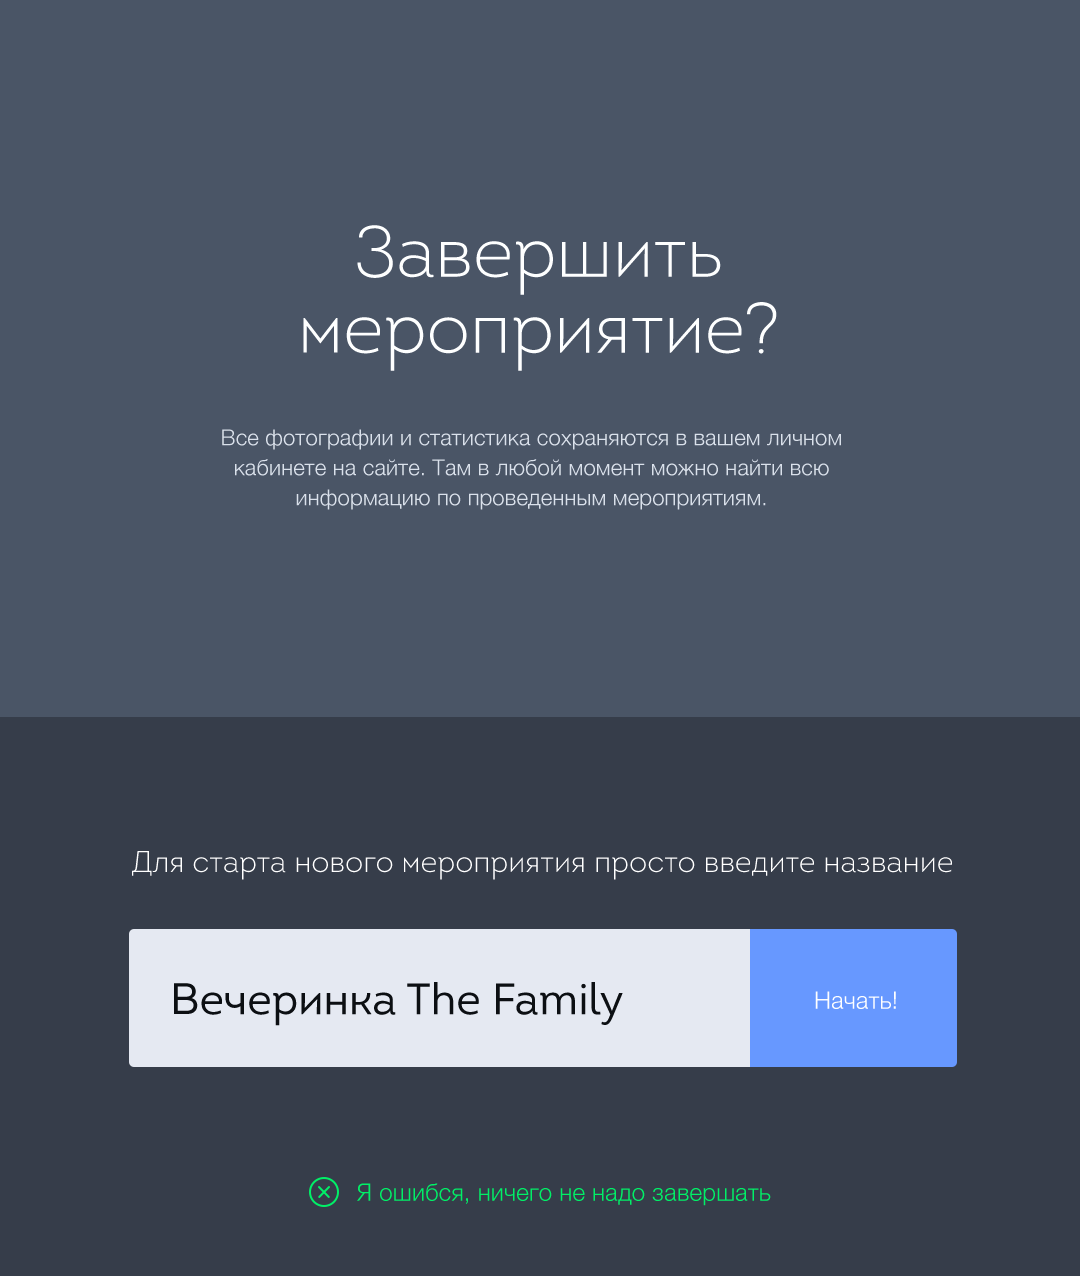 Завершить
мероприятие?
Все фотографии и статистика сохраняются в вашем личном
кабинете на сайте. Там в любой момент можно найти всю
информацию по проведенным мероприятиям.
Для старта нового мероприятия просто введите название
Вечеринка The Family
Начать!
Я ошибся, ничего не надо завершать